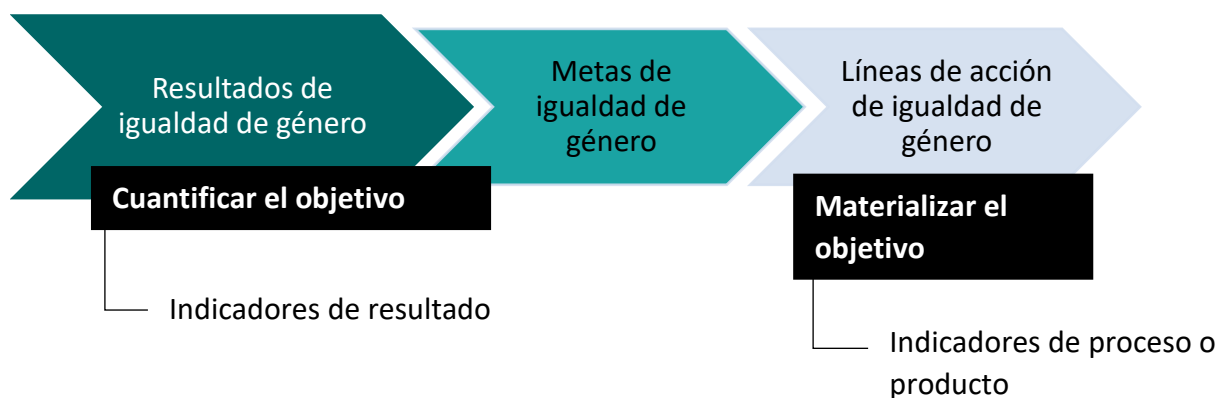 Resultados de
igualdad de género
Metas de
igualdad de
género
Líneas de acción
de igualdad de
género
Cuantificar el objetivo
Materializar el
objetivo
Indicadores de resultado
Indicadores de proceso o
producto